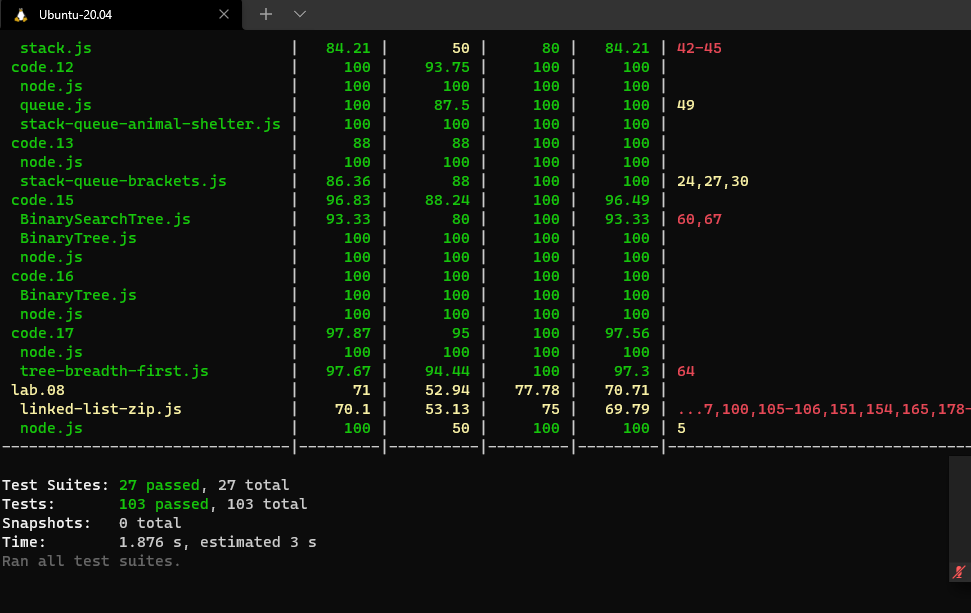 Ubuntu-20.04
stack.js | 84.21 | 50 | 80 | 84.21 | 42-45
code.12 | 100 | 93.75 | 100 | 100 |
node.js | 100 | 100 | 100 | 100 |
queue.js | 100 | 87.5 | 100 | 100 | 49
stack-queue-animal-shelter.js | 100 | 100 | 100 | 100 |
code.13 | 88 | 88 | 100 | 100 |
node.js | 100 | 100 | 100 | 100 |
stack-queue-brackets.js | 86.36 | 88 | 100 | 100 | 24,27,30
code.15 | 96.83 | 88.24 | 100 | 96.49 |
BinarySearchTree.js | 93.33 | 80 | 100 | 93.33 | 60,67
BinaryTree.js | 100 | 100 | 100 | 100 |
node.js | 100 | 100 | 100 | 100 |
code.16 | 100 | 100 | 100 | 100 |
BinaryTree.js | 100 | 100 | 100 | 100 |
node.js | 100 | 100 | 100 | 100 |
code.17 | 97.87 | 95 | 100 | 97.56 |
node.js | 100 | 100 | 100 | 100 |
tree-breadth-first.js | 97.67 | 94.44 | 100 | 97.3 | 64
lab.08 | 71 | 52.94 | 77.78 | 70.71 |
linked-list-zip.js | 70.1 | 53.13 | 75 | 69.79 | ...7,100,105-106,151,154,165,178-
node.js | 100 | 50 | 100 | 100 | 5
--------------------------------|---------|----------|---------|---------|----------------------------------
Test Suites: 27 passed, 27 total
Tests: 103 passed, 103 total
Snapshots: 0 total
Time: 1.876 s, estimated 3 s
Ran all test suites.